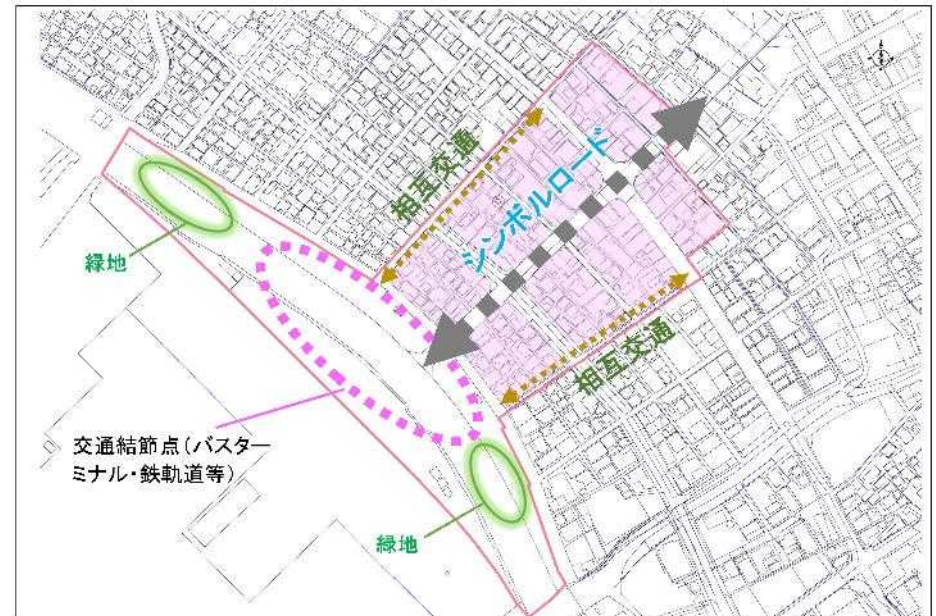 相互交通
シンボルロード
緑地
相互交通
交通結節点(バスター
ミナル・鉄軌道等)
緑地